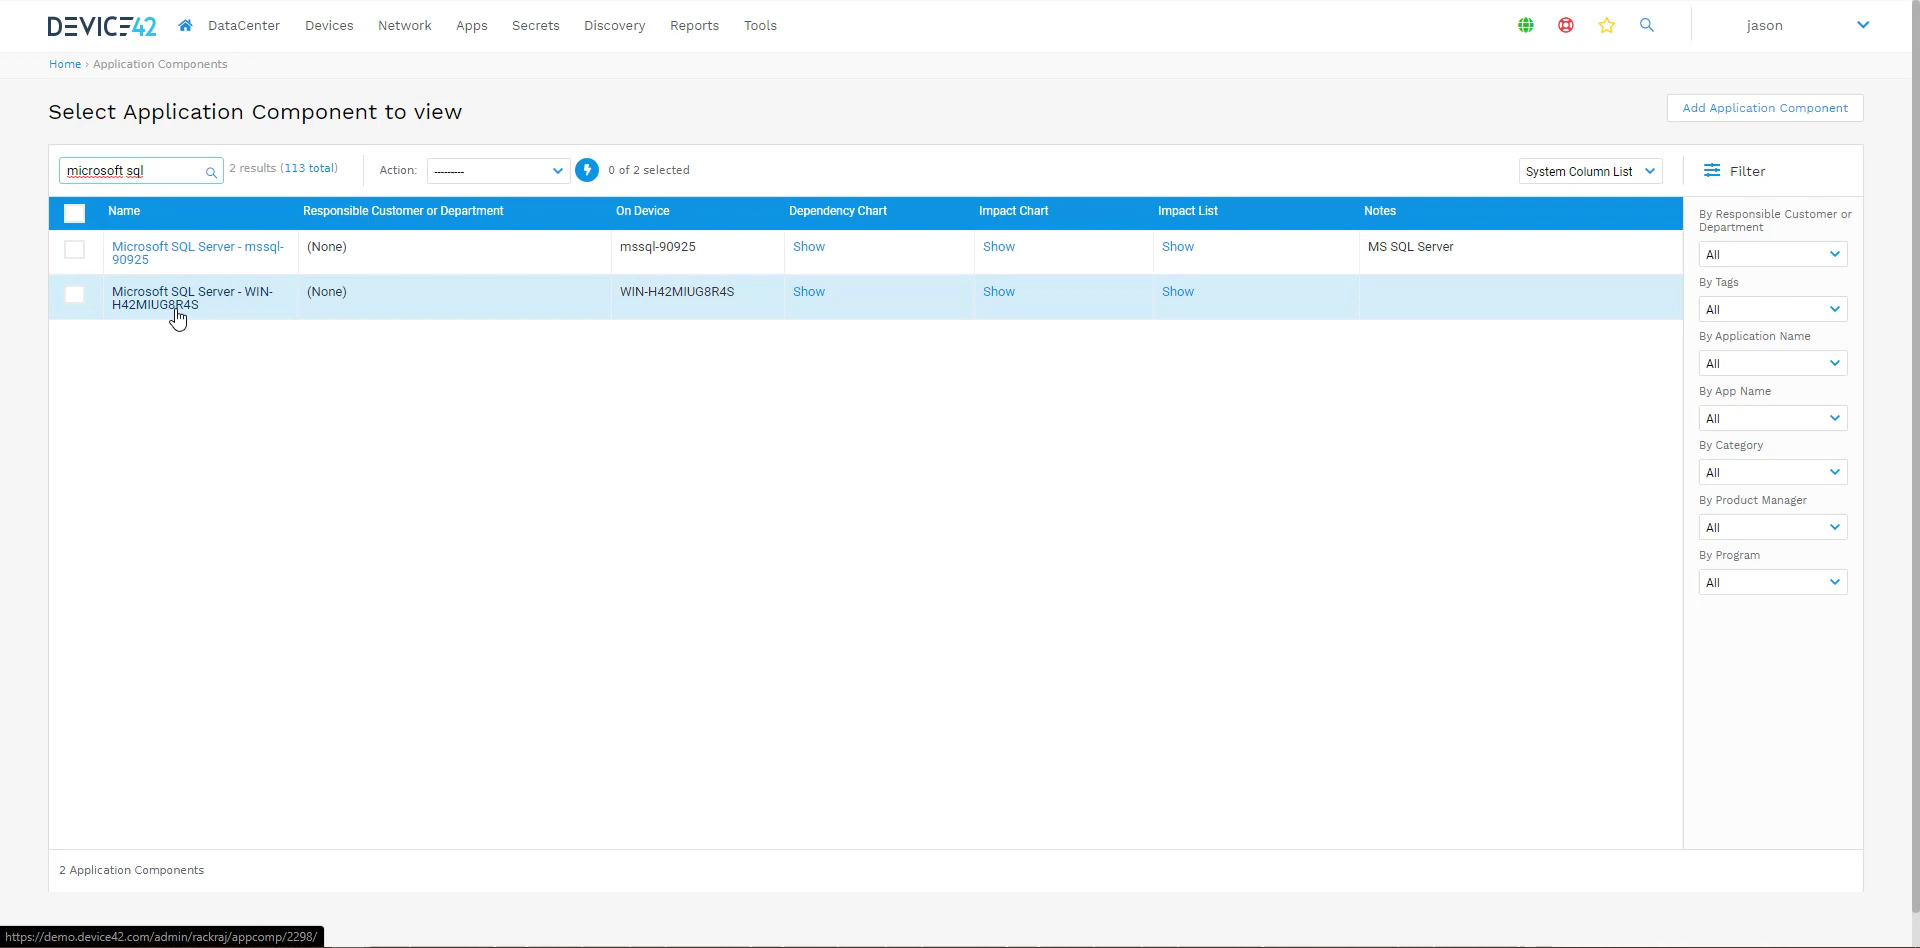 DEVICE42 DataCenter Devices Network Apps Secrets Discovery Reports Tools jason
Home › Application Components
Select Application Component to view
Add Application Component
microsoft sql 2 results (113 total) Action: --------- 0 of 2 selected System Column List Filter
Name Responsible Customer or Department On Device Dependency Chart Impact Chart Impact List Notes
Microsoft SQL Server - mssql-
90925
(None) mssql-90925 Show Show Show MS SQL Server
Microsoft SQL Server - WIN-
H42MIUG8R4S
(None) WIN-H42MIUG8R4S Show Show Show
By Responsible Customer or
Department
All
By Tags
All
By Application Name
All
By App Name
All
By Category
All
By Product Manager
All
By Program
All
2 Application Components
https://demo.device42.com/admin/rackraj/appcomp/2298/